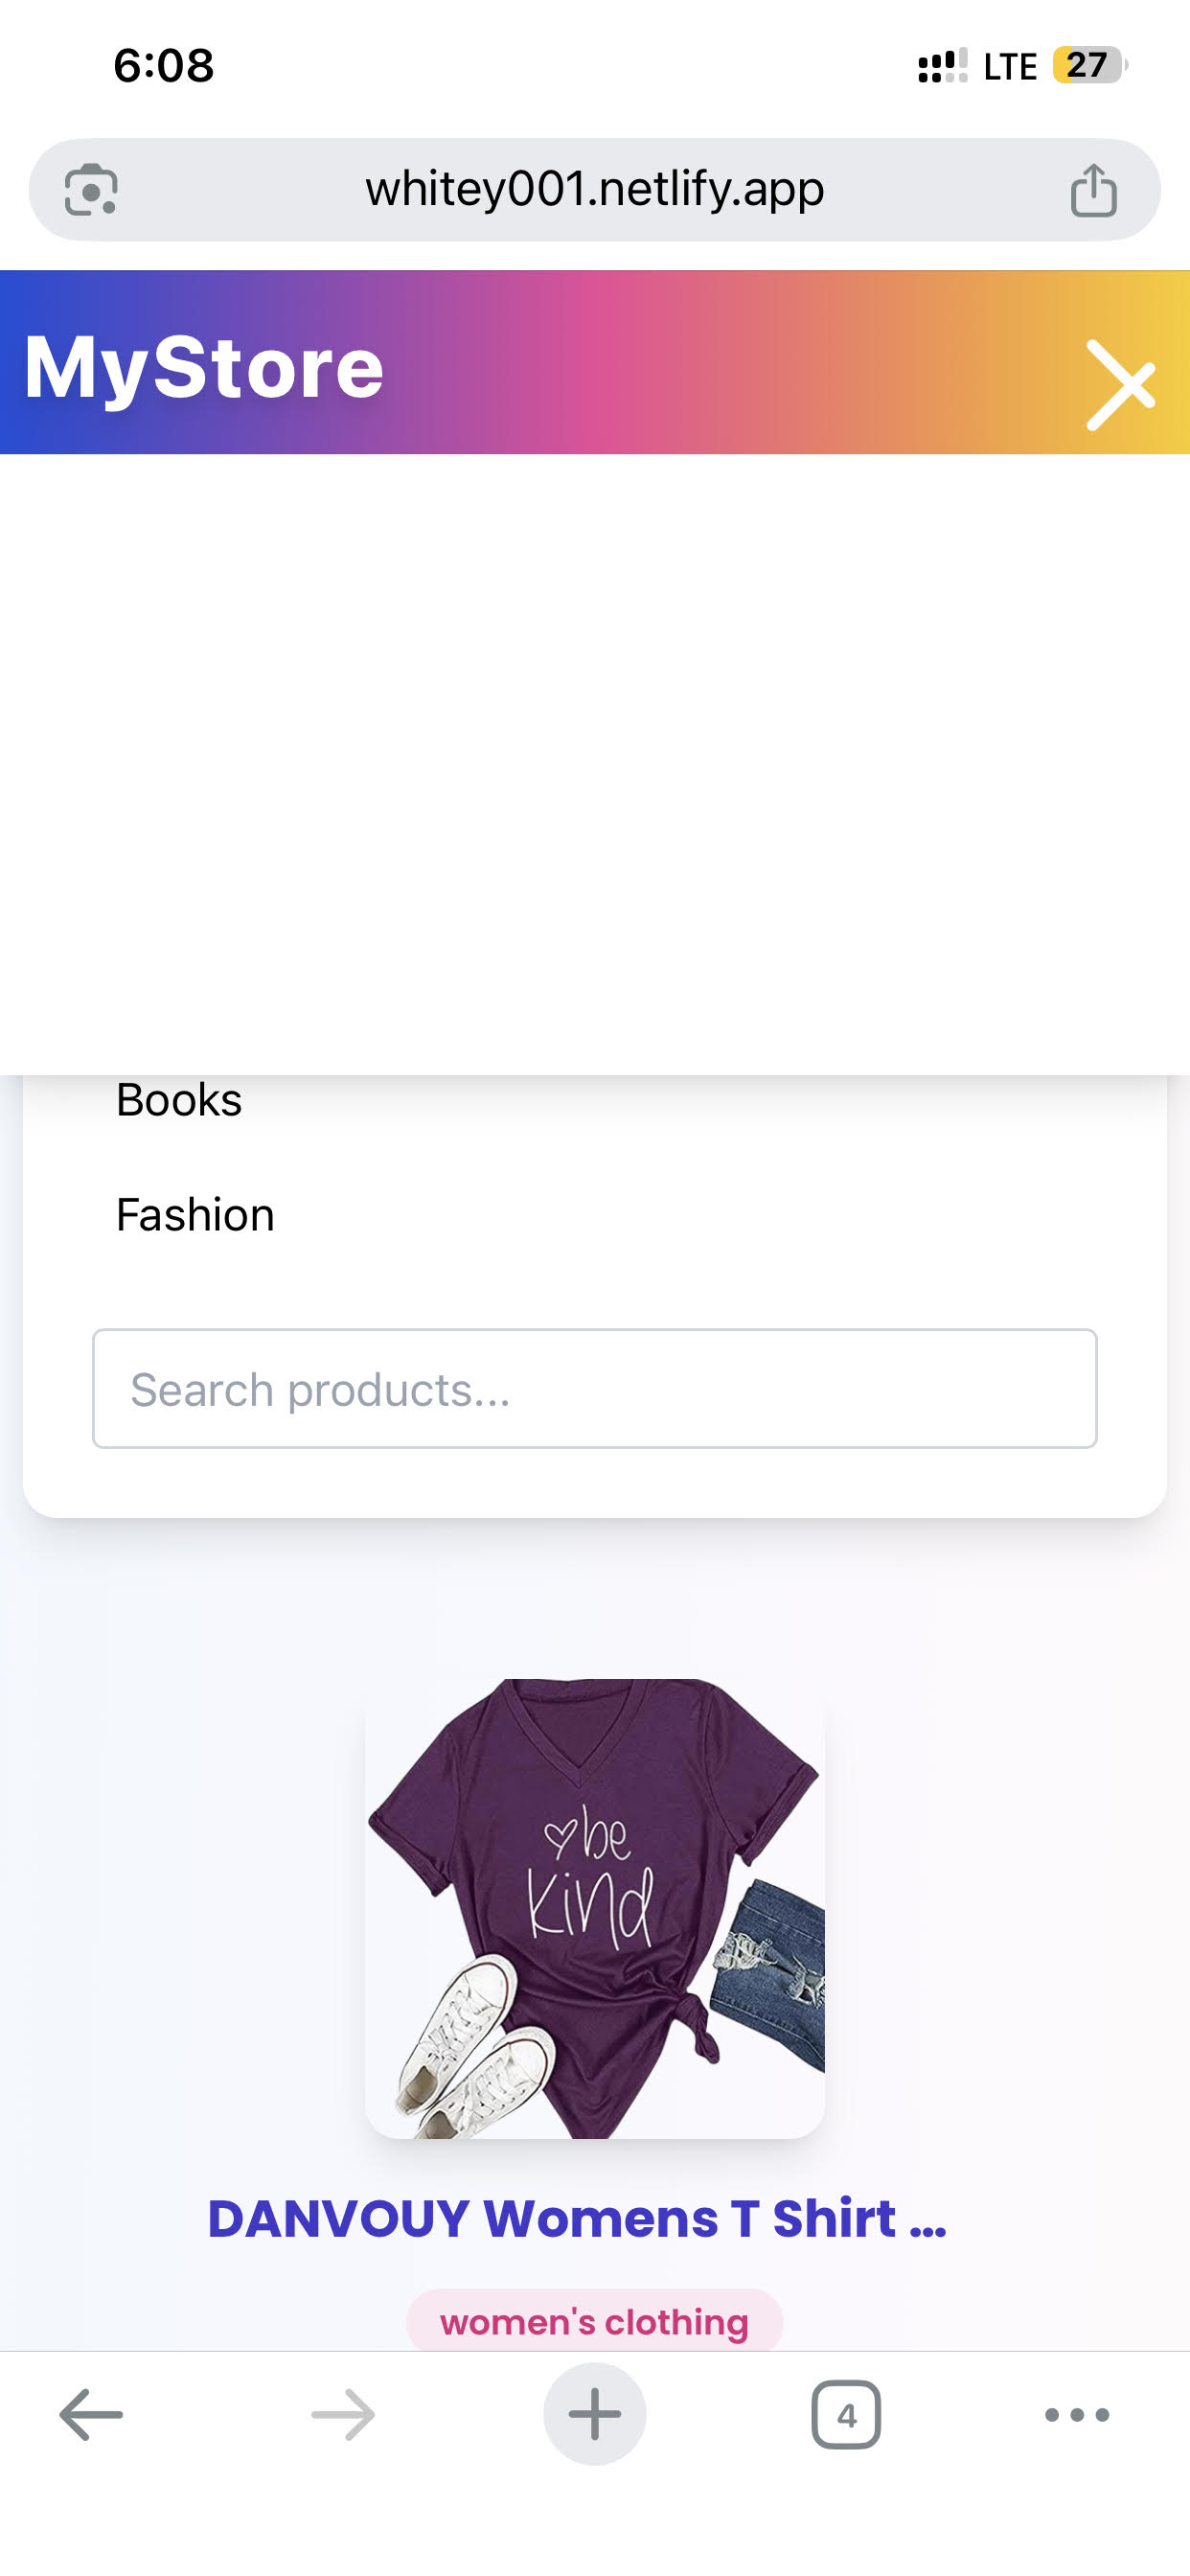 6:08
LTE 27
whitey001.netlify.app
MyStore
Books
Fashion
Search products...
be
kind
DANVOUY Womens T Shirt ...
women's clothing
4